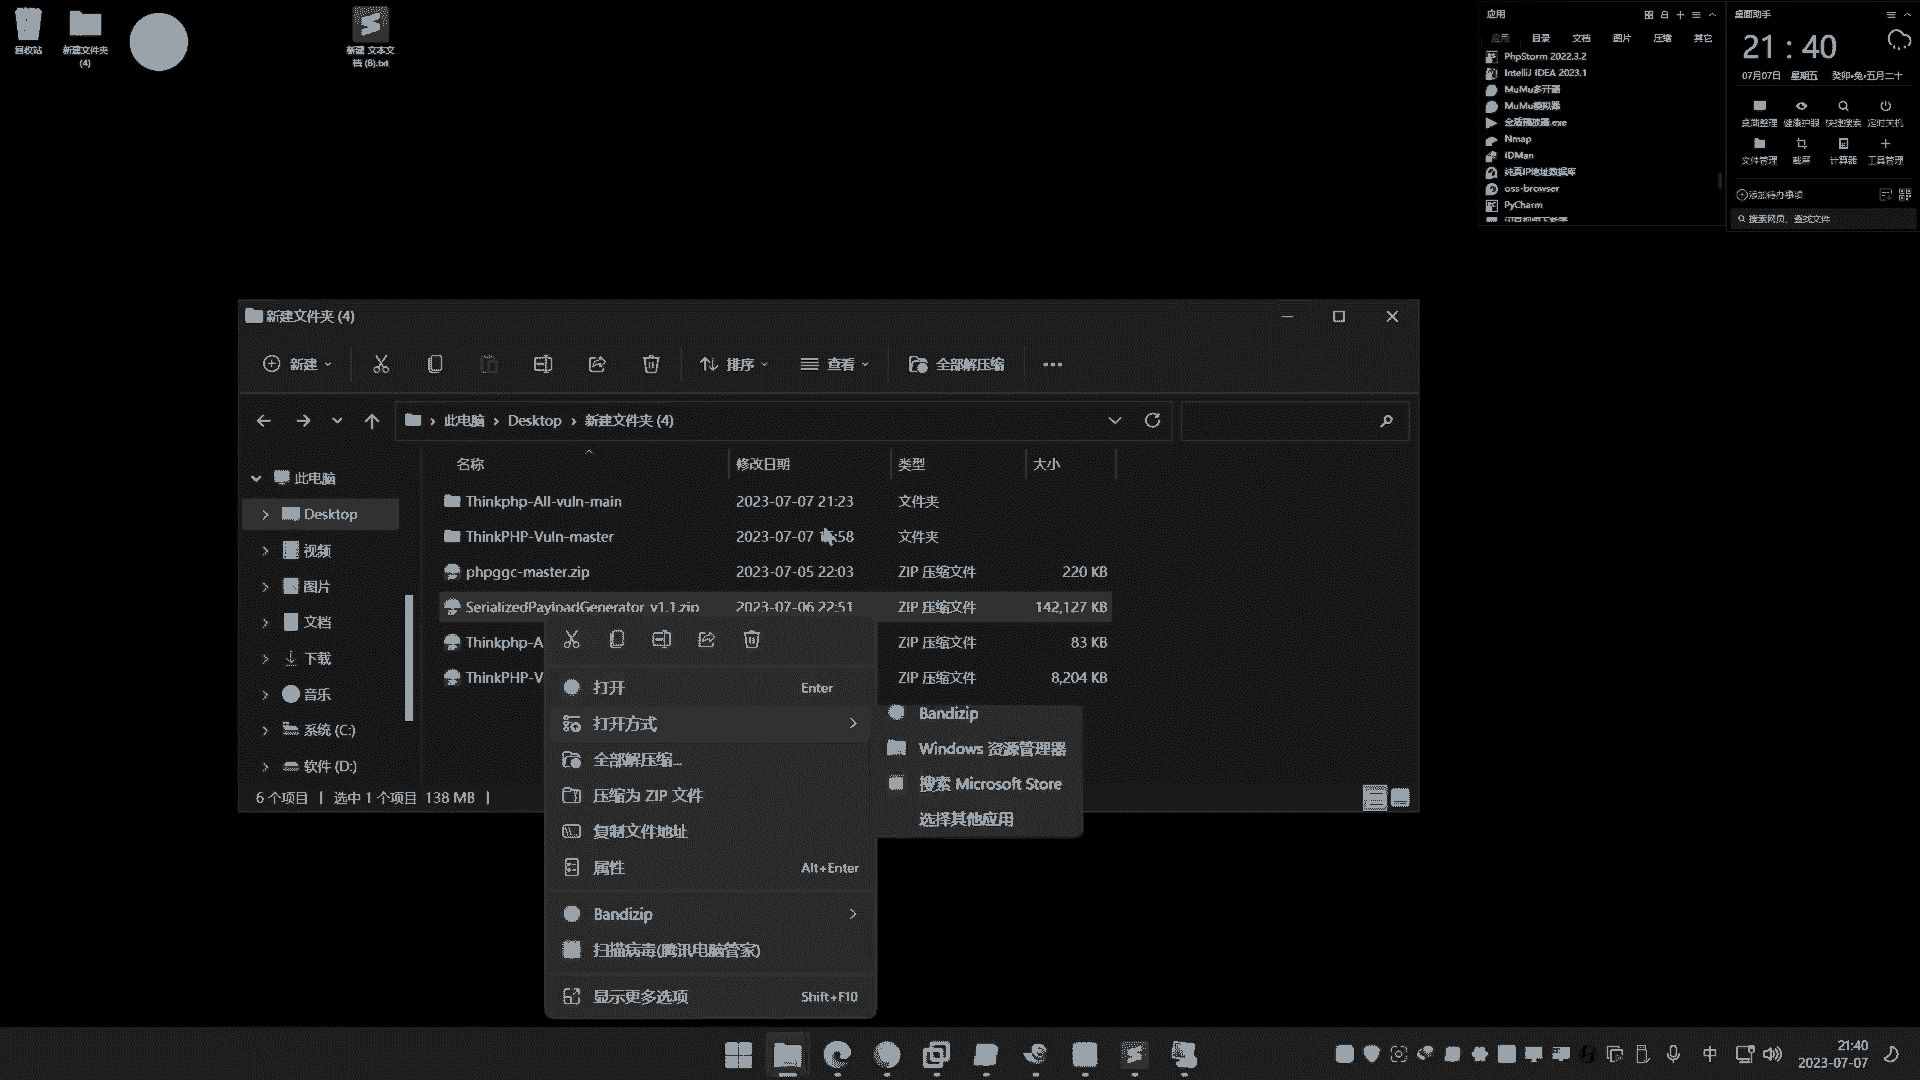 回收站
新建文件夹
(4)
新建 文本文
档 (8).txt
应用
应用 目录 文档 图片 压缩 其它
PhpStorm 2022.3.2
IntelliJ IDEA 2023.1
MuMu多开器
MuMu模拟器
金盾播放器.exe
Nmap
IDMan
纯真IP地址数据库
oss-browser
PyCharm
桌面助手
21 : 40
07月07日 星期五 癸卯•兔•五月二十
桌面整理 健康护眼 快捷搜索 定时关机
文件管理 截屏 计算器 工具管理
添加待办事项
搜索网页、查找文件
新建文件夹 (4)
新建 排序 查看 全部解压缩
此电脑 › Desktop › 新建文件夹 (4)
名称 修改日期 类型 大小
此电脑
Desktop
视频
图片
文档
下载
音乐
系统 (C:)
软件 (D:)
Thinkphp-All-vuln-main 2023-07-07 21:23 文件夹
ThinkPHP-Vuln-master 2023-07-07 :58 文件夹
phpggc-master.zip 2023-07-05 22:03 ZIP 压缩文件 220 KB
SerializedPayloadGenerator_v1.1.zip 2023-07-06 22:51 ZIP 压缩文件 142,127 KB
Thinkphp-A ZIP 压缩文件 83 KB
ThinkPHP-V ZIP 压缩文件 8,204 KB
打开 Enter
打开方式
全部解压缩...
压缩为 ZIP 文件
复制文件地址
属性 Alt+Enter
Bandizip
扫描病毒(腾讯电脑管家)
显示更多选项 Shift+F10
Bandizip
Windows 资源管理器
搜索 Microsoft Store
选择其他应用
6 个项目 | 选中 1 个项目 138 MB |
中
21:40
2023-07-07